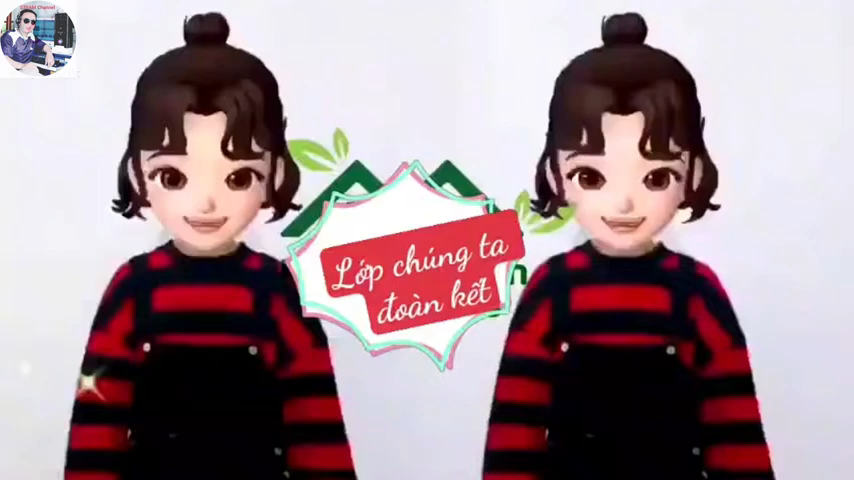 Lớp chúng ta
đoàn kết
n